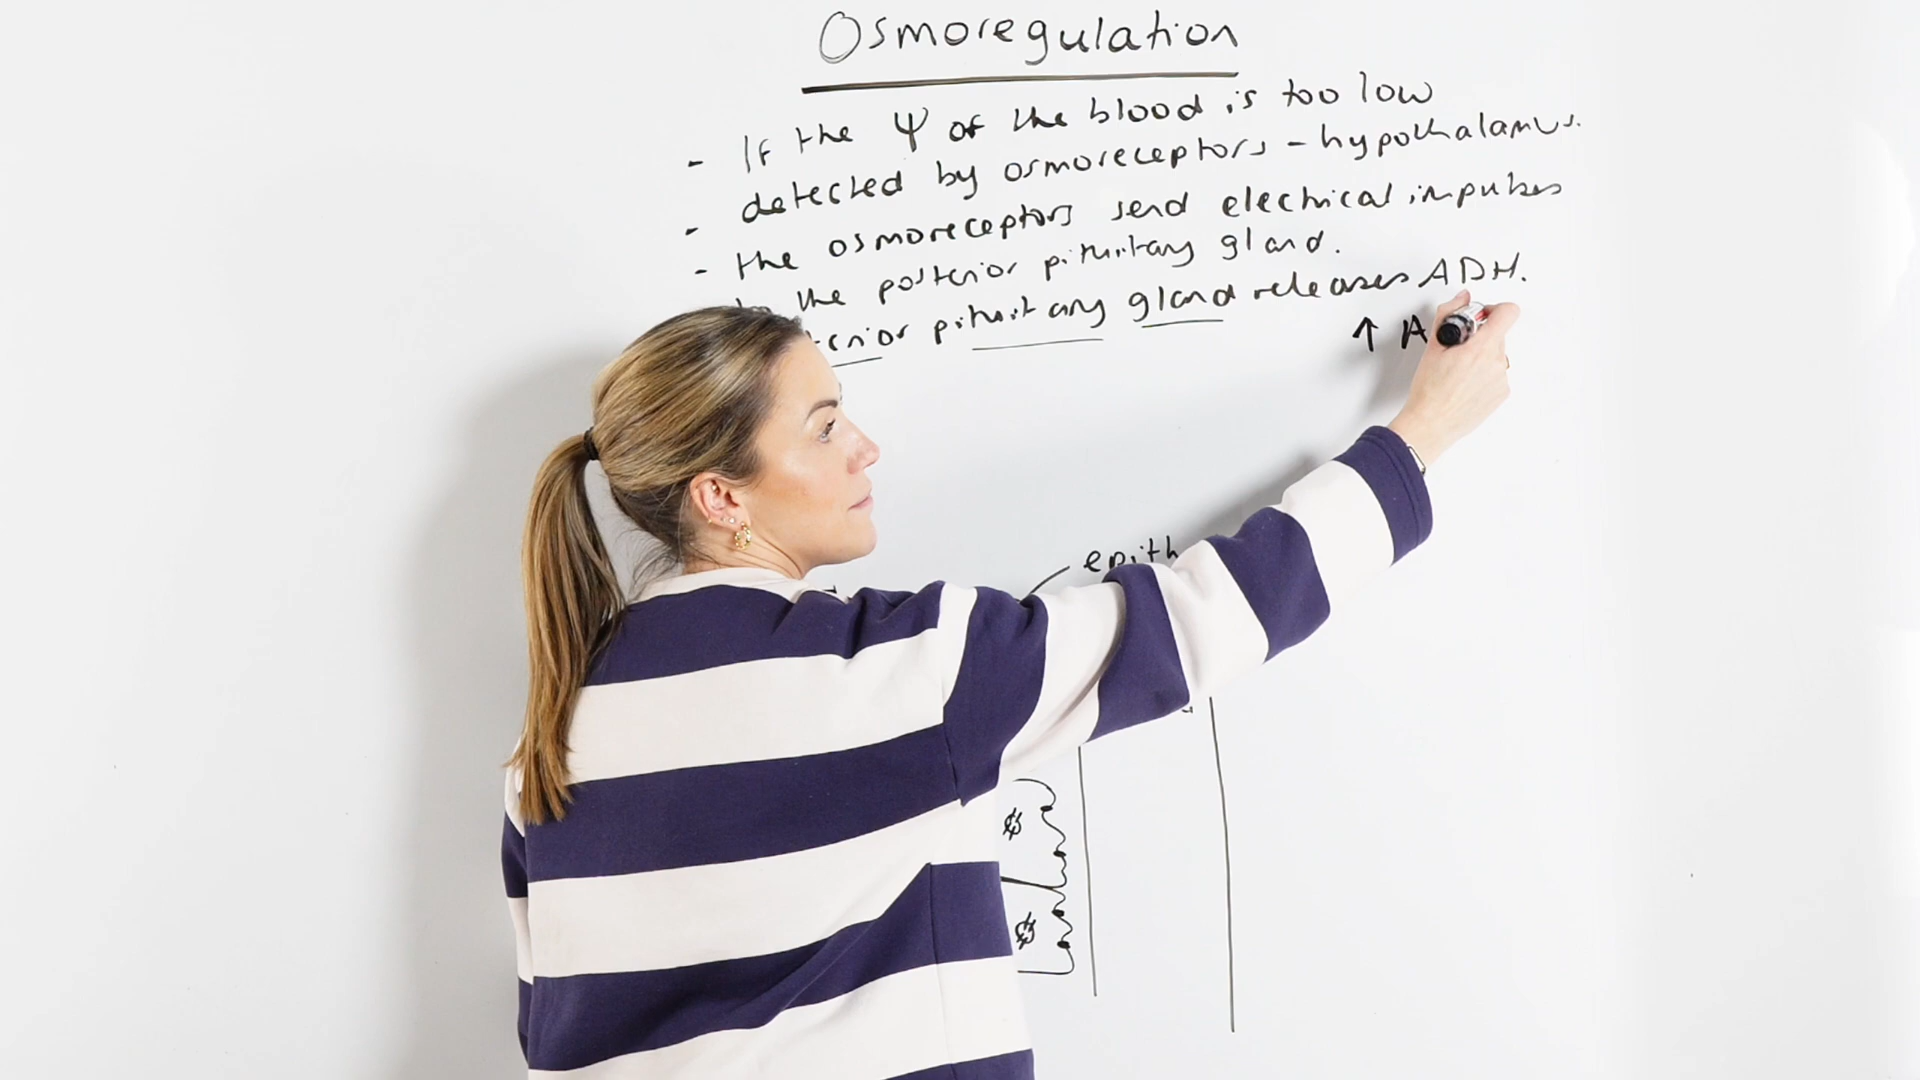 Osmoregulation
- If the Ψ of the blood is too low
- detected by osmoreceptors - hypothalamus.
- the osmoreceptors send electrical impulses
the posterior pituitary gland.
pituitary gland releases ADH.
↑ A
epith